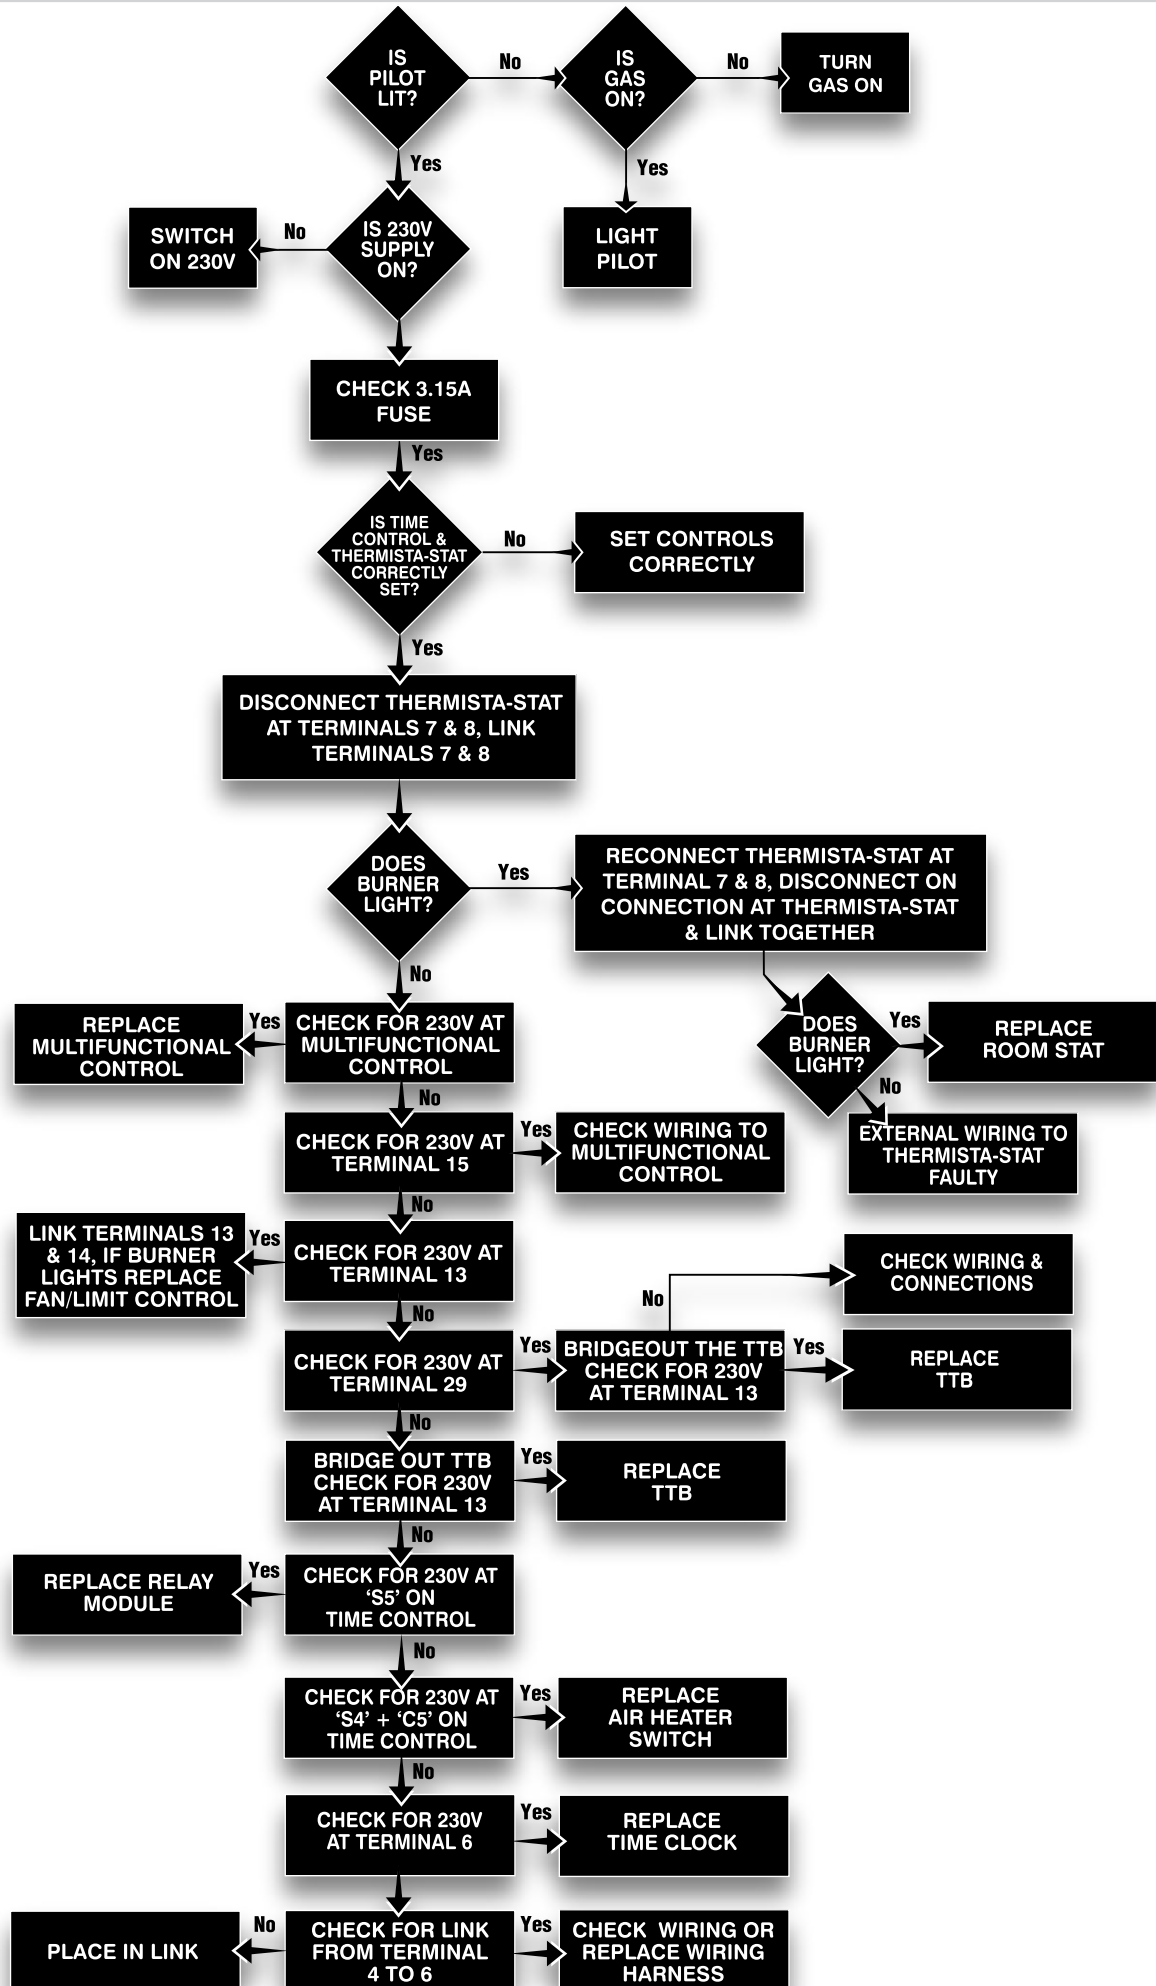 IS
PILOT
LIT?
No
IS
GAS
ON?
No
TURN
GAS ON
Yes
Yes
LIGHT
PILOT
IS 230V
SUPPLY
ON?
No
SWITCH
ON 230V
CHECK 3.15A
FUSE
Yes
IS TIME
CONTROL &
THERMISTA-STAT
CORRECTLY
SET?
No
SET CONTROLS
CORRECTLY
Yes
DISCONNECT THERMISTA-STAT
AT TERMINALS 7 & 8, LINK
TERMINALS 7 & 8
DOES
BURNER
LIGHT?
Yes
RECONNECT THERMISTA-STAT AT
TERMINAL 7 & 8, DISCONNECT ON
CONNECTION AT THERMISTA-STAT
& LINK TOGETHER
DOES
BURNER
LIGHT?
Yes
REPLACE
ROOM STAT
No
EXTERNAL WIRING TO
THERMISTA-STAT
FAULTY
No
CHECK FOR 230V AT
MULTIFUNCTIONAL
CONTROL
Yes
REPLACE
MULTIFUNCTIONAL
CONTROL
No
CHECK FOR 230V AT
TERMINAL 15
Yes
CHECK WIRING TO
MULTIFUNCTIONAL
CONTROL
No
CHECK FOR 230V AT
TERMINAL 13
Yes
LINK TERMINALS 13
& 14, IF BURNER
LIGHTS REPLACE
FAN/LIMIT CONTROL
No
CHECK FOR 230V AT
TERMINAL 29
Yes
BRIDGEOUT THE TTB
CHECK FOR 230V
AT TERMINAL 13
No
CHECK WIRING &
CONNECTIONS
Yes
REPLACE
TTB
No
BRIDGE OUT TTB
CHECK FOR 230V
AT TERMINAL 13
Yes
REPLACE
TTB
No
CHECK FOR 230V AT
‘S5’ ON
TIME CONTROL
Yes
REPLACE RELAY
MODULE
No
CHECK FOR 230V AT
‘S4’ + ‘C5’ ON
TIME CONTROL
Yes
REPLACE
AIR HEATER
SWITCH
No
CHECK FOR 230V
AT TERMINAL 6
Yes
REPLACE
TIME CLOCK
CHECK FOR LINK
FROM TERMINAL
4 TO 6
No
PLACE IN LINK
Yes
CHECK WIRING OR
REPLACE WIRING
HARNESS